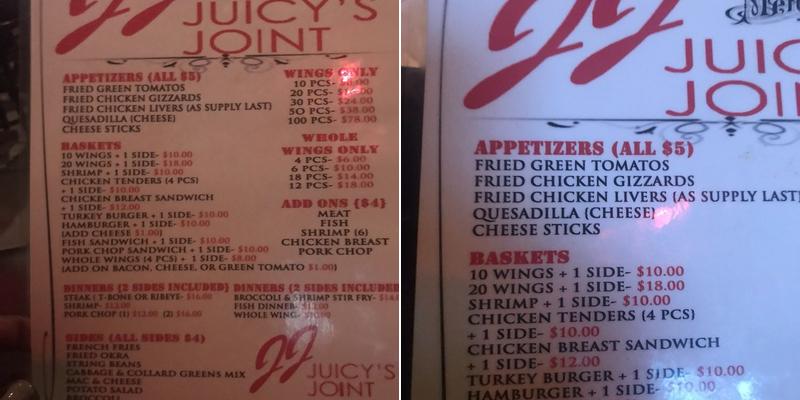 JJ
JUICY'S
JOINT
APPETIZERS (ALL $5)
FRIED GREEN TOMATOS
FRIED CHICKEN GIZZARDS
FRIED CHICKEN LIVERS (AS SUPPLY LAST)
QUESADILLA (CHEESE)
CHEESE STICKS
BASKETS
10 WINGS + 1 SIDE- $10.00
20 WINGS + 1 SIDE- $18.00
SHRIMP + 1 SIDE- $10.00
CHICKEN TENDERS (4 PCS)
+ 1 SIDE- $10.00
CHICKEN BREAST SANDWICH
+ 1 SIDE- $12.00
TURKEY BURGER + 1 SIDE- $10.00
HAMBURGER + 1 SIDE- $10.00
(ADD CHEESE $1.00)
FISH SANDWICH + 1 SIDE- $10.00
PORK CHOP SANDWICH + 1 SIDE- $10.00
WHOLE WINGS (4 PCS) + 1 SIDE- $8.00
(ADD ON BACON, CHEESE, OR GREEN TOMATO $1.00)
WINGS ONLY
10 PCS-
20 PCS-
30 PCS- $24.00
50 PCS- $38.00
100 PCS- $78.00
WHOLE
WINGS ONLY
4 PCS- $6.00
6 PCS- $10.00
18 PCS- $14.00
12 PCS- $18.00
ADD ONS {$4}
MEAT
FISH
SHRIMP (6)
CHICKEN BREAST
PORK CHOP
DINNERS (2 SIDES INCLUDED)
STEAK ( T-BONE OR RIBEYE- $16.00
SHRIMP- $12.00
PORK CHOP (1) $12.00 (2) $16.00
DINNERS (2 SIDES INCLUDED
BROCCOLI & SHRIMP STIR FRY-
FISH DINNER-
WHOLE WING-
SIDES (ALL SIDES $4)
FRENCH FRIES
FRIED OKRA
STRING BEANS
CABBAGE & COLLARD GREENS MIX
MAC & CHEESE
POTATO SALAD
BROCCOLI
JJ
JUICY'S
JOINT
JJ
JUIC
JOI
APPETIZERS (ALL $5)
FRIED GREEN TOMATOS
FRIED CHICKEN GIZZARDS
FRIED CHICKEN LIVERS (AS SUPPLY LAST)
QUESADILLA (CHEESE)
CHEESE STICKS
BASKETS
10 WINGS + 1 SIDE- $10.00
20 WINGS + 1 SIDE- $18.00
SHRIMP + 1 SIDE- $10.00
CHICKEN TENDERS (4 PCS)
+ 1 SIDE- $10.00
CHICKEN BREAST SANDWICH
+ 1 SIDE- $12.00
TURKEY BURGER + 1 SIDE- $10.00
HAMBURGER + 1 SIDE- $10.00